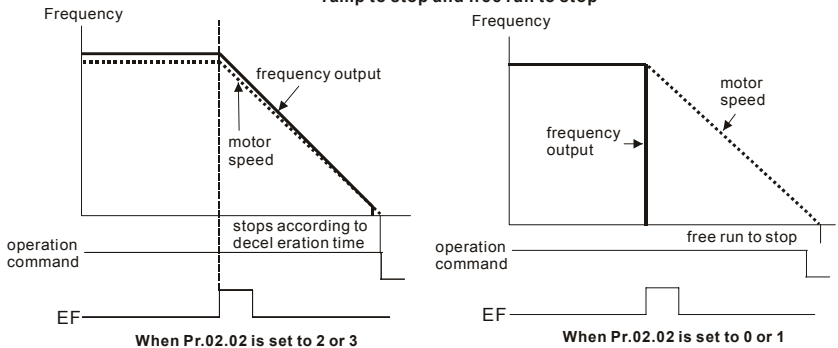 ramp to stop and free run to stop
Frequency
frequency output
motor
speed
stops according to
decel eration time
operation
command
EF
When Pr.02.02 is set to 2 or 3
Frequency
motor
speed
frequency
output
free run to stop
operation
command
EF
When Pr.02.02 is set to 0 or 1